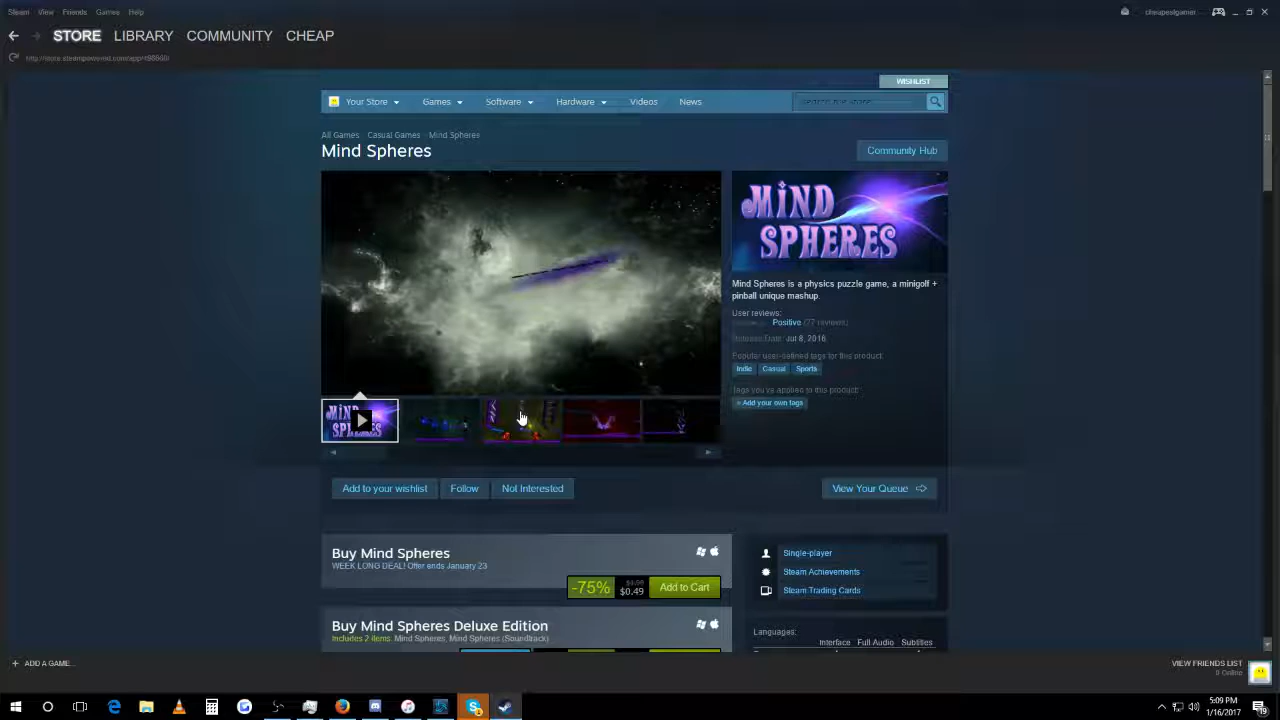 Steam View Friends Games Help
cheapestgamer
STORE LIBRARY COMMUNITY CHEAP
WISHLIST
Your Store Games Software Hardware Videos News
All Games Casual Games Mind Spheres
Mind Spheres
Community Hub
MIND SPHERES
Mind Spheres is a physics puzzle game, a minigolf + pinball unique mashup.
User reviews:
Positive (27 reviews)
Release Date: Jul 8, 2016
Popular user-defined tags for this product:
Indie Casual Sports
Tags you've applied to this product:
+ Add your own tags
MIND SPHERES
Add to your wishlist Follow Not Interested
View Your Queue
Buy Mind Spheres
WEEK LONG DEAL! Offer ends January 23
-75% $0.49 Add to Cart
Buy Mind Spheres Deluxe Edition
Includes 2 items: Mind Spheres, Mind Spheres (Soundtrack)
Single-player
Steam Achievements
Steam Trading Cards
Languages:
Interface Full Audio Subtitles
+ ADD A GAME...
VIEW FRIENDS LIST
0 Online
5:09 PM
1/16/2017